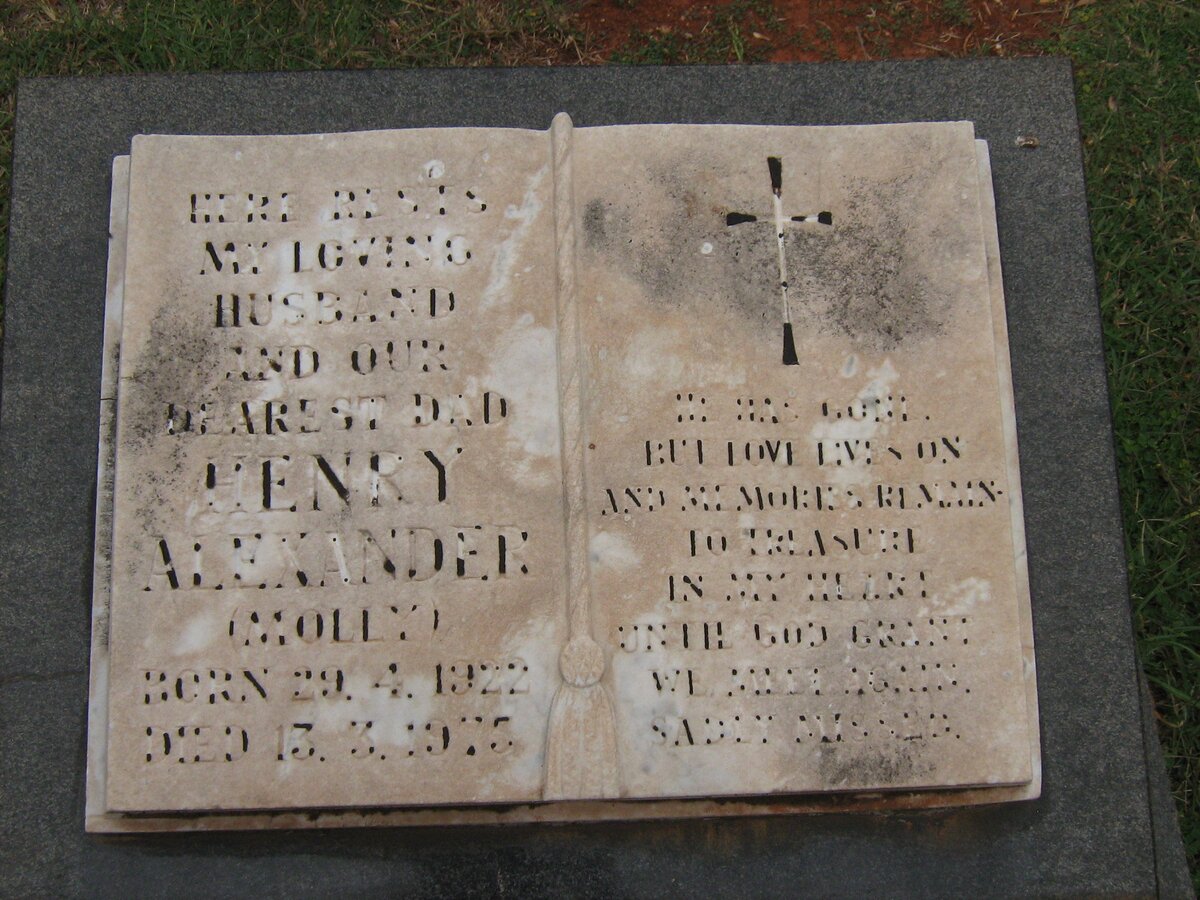 HERE RESTS
MY LOVING
HUSBAND
AND OUR
DEAREST DAD
HENRY
ALEXANDER
(MOLLY)
BORN 29. 4. 1922
DIED 15. 3. 1975
HE HAS GONE.
BUT LOVE LIVES ON
AND MEMORIES REMAIN
TO TREASURE
IN MY HEART
UNTIL GOD GRANT
WE MEET AGAIN.
SADLY MISSED.